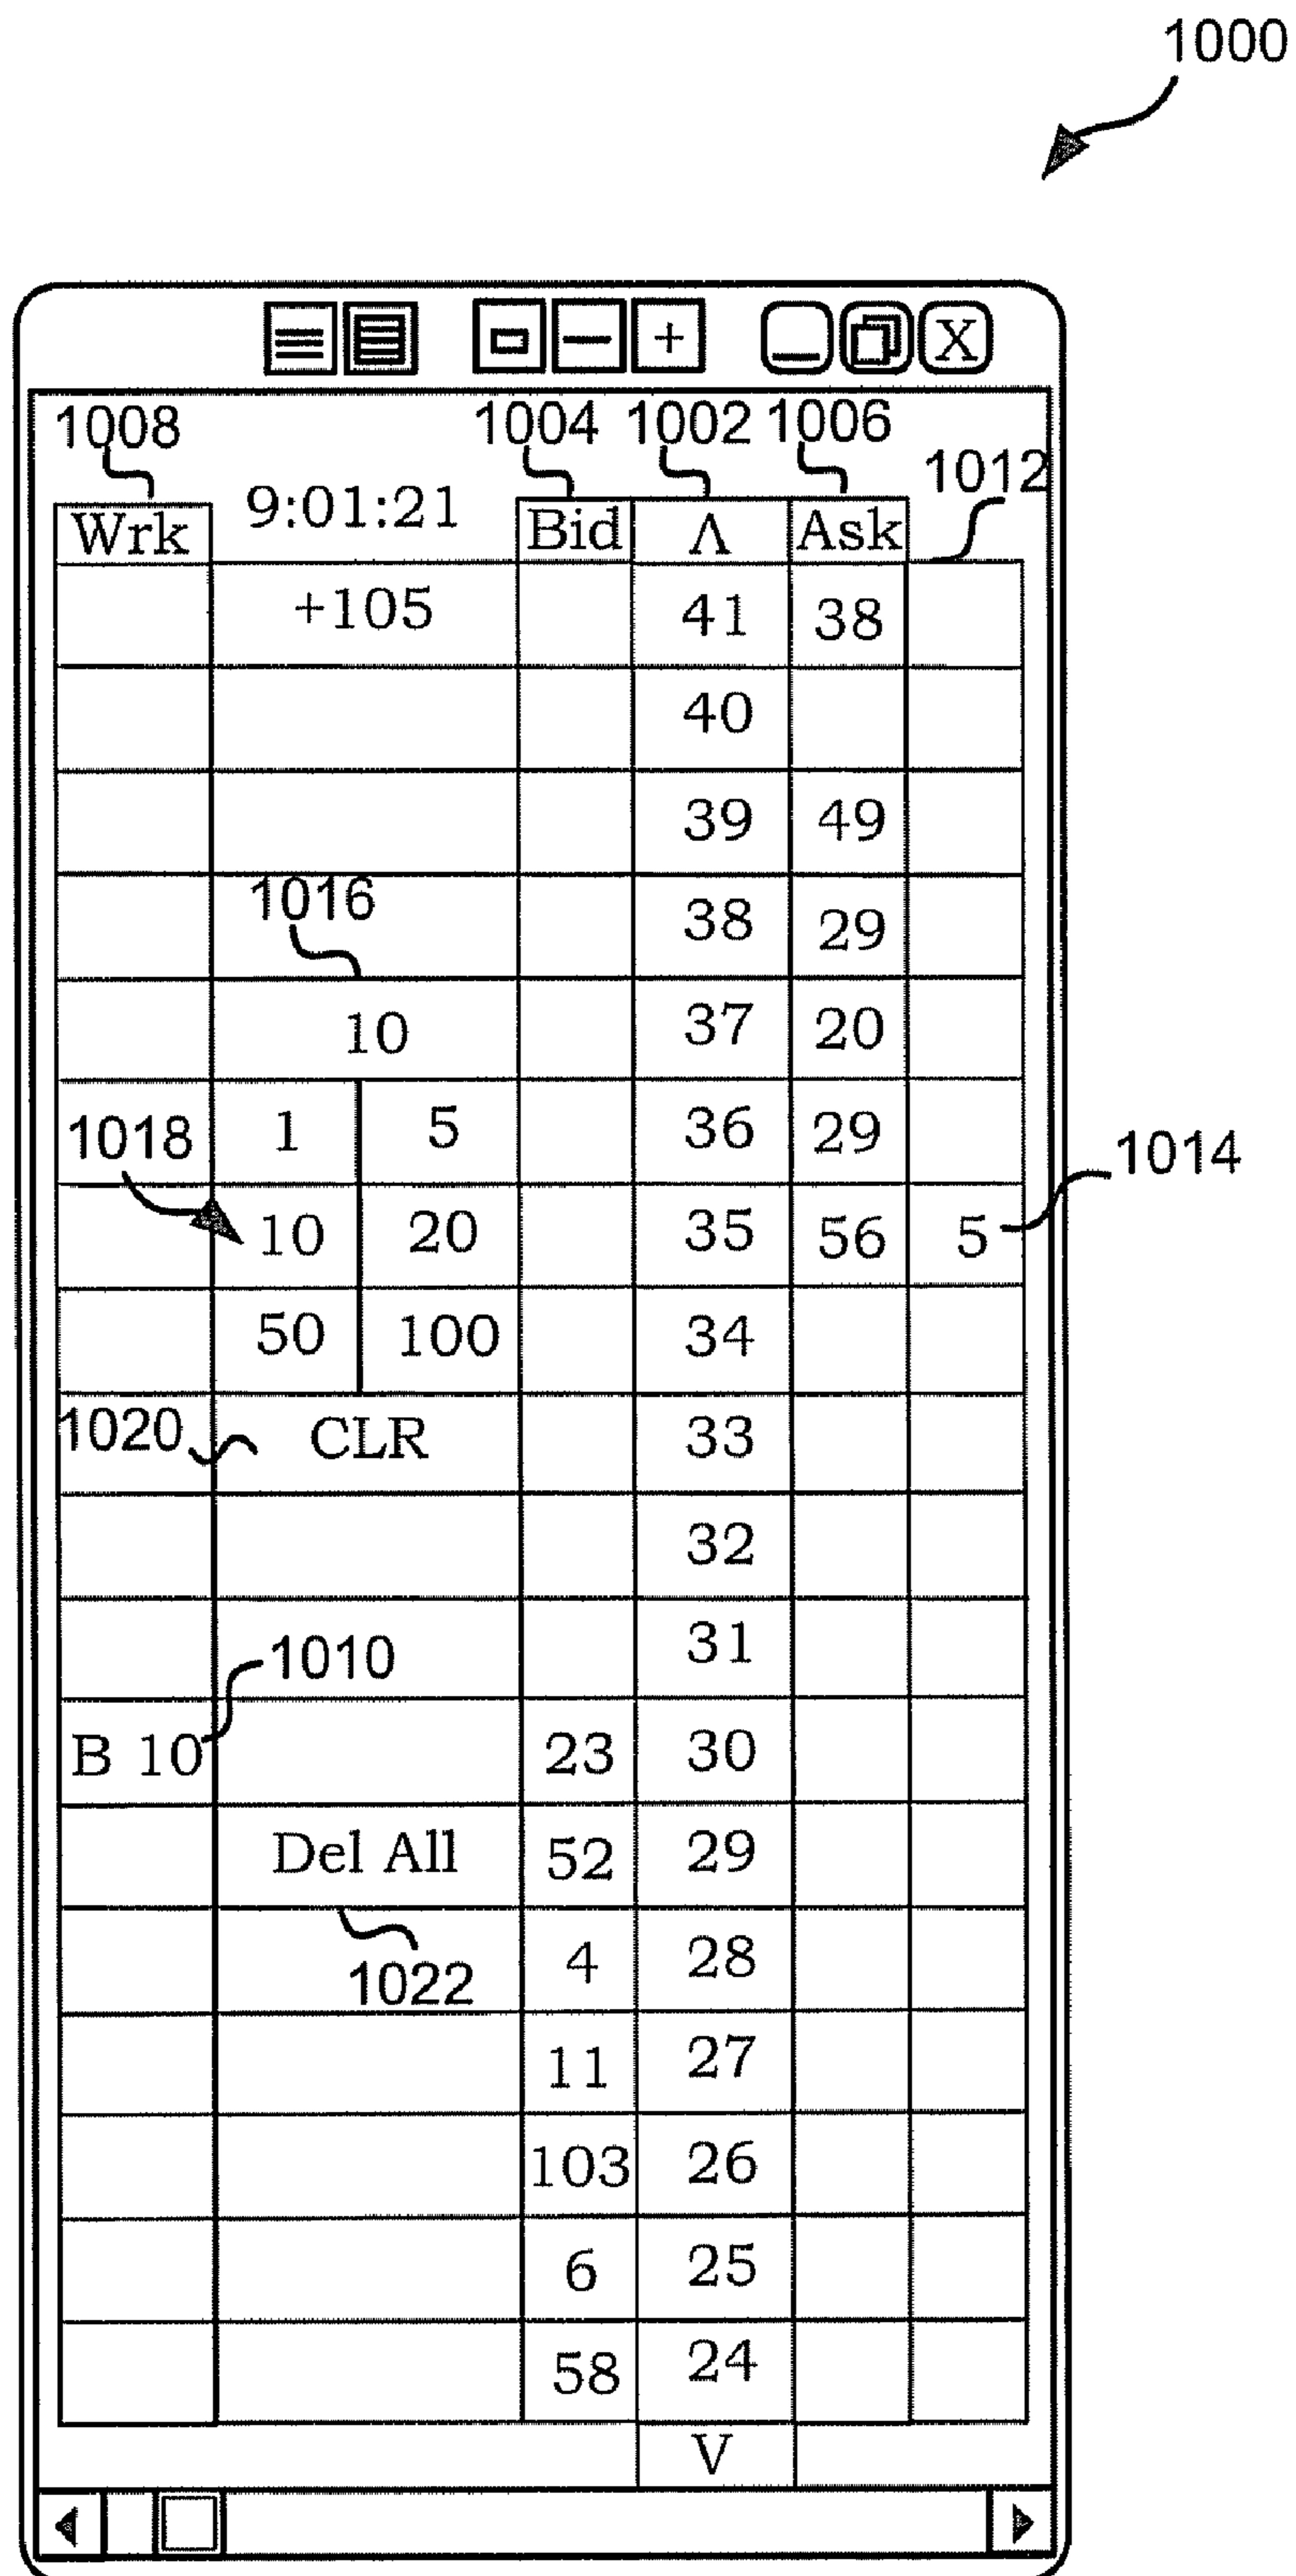 1000
+ X
1008 1004 1002 1006
1012
Wrk 9:01:21 Bid Λ Ask
+105 41 38
40
39 49
1016 38 29
10 37 20
1018 1 5 36 29
1014
10 20 35 56 5
50 100 34
1020 CLR 33
32
1010 31
B 10 23 30
Del All 52 29
1022 4 28
11 27
103 26
6 25
58 24
V